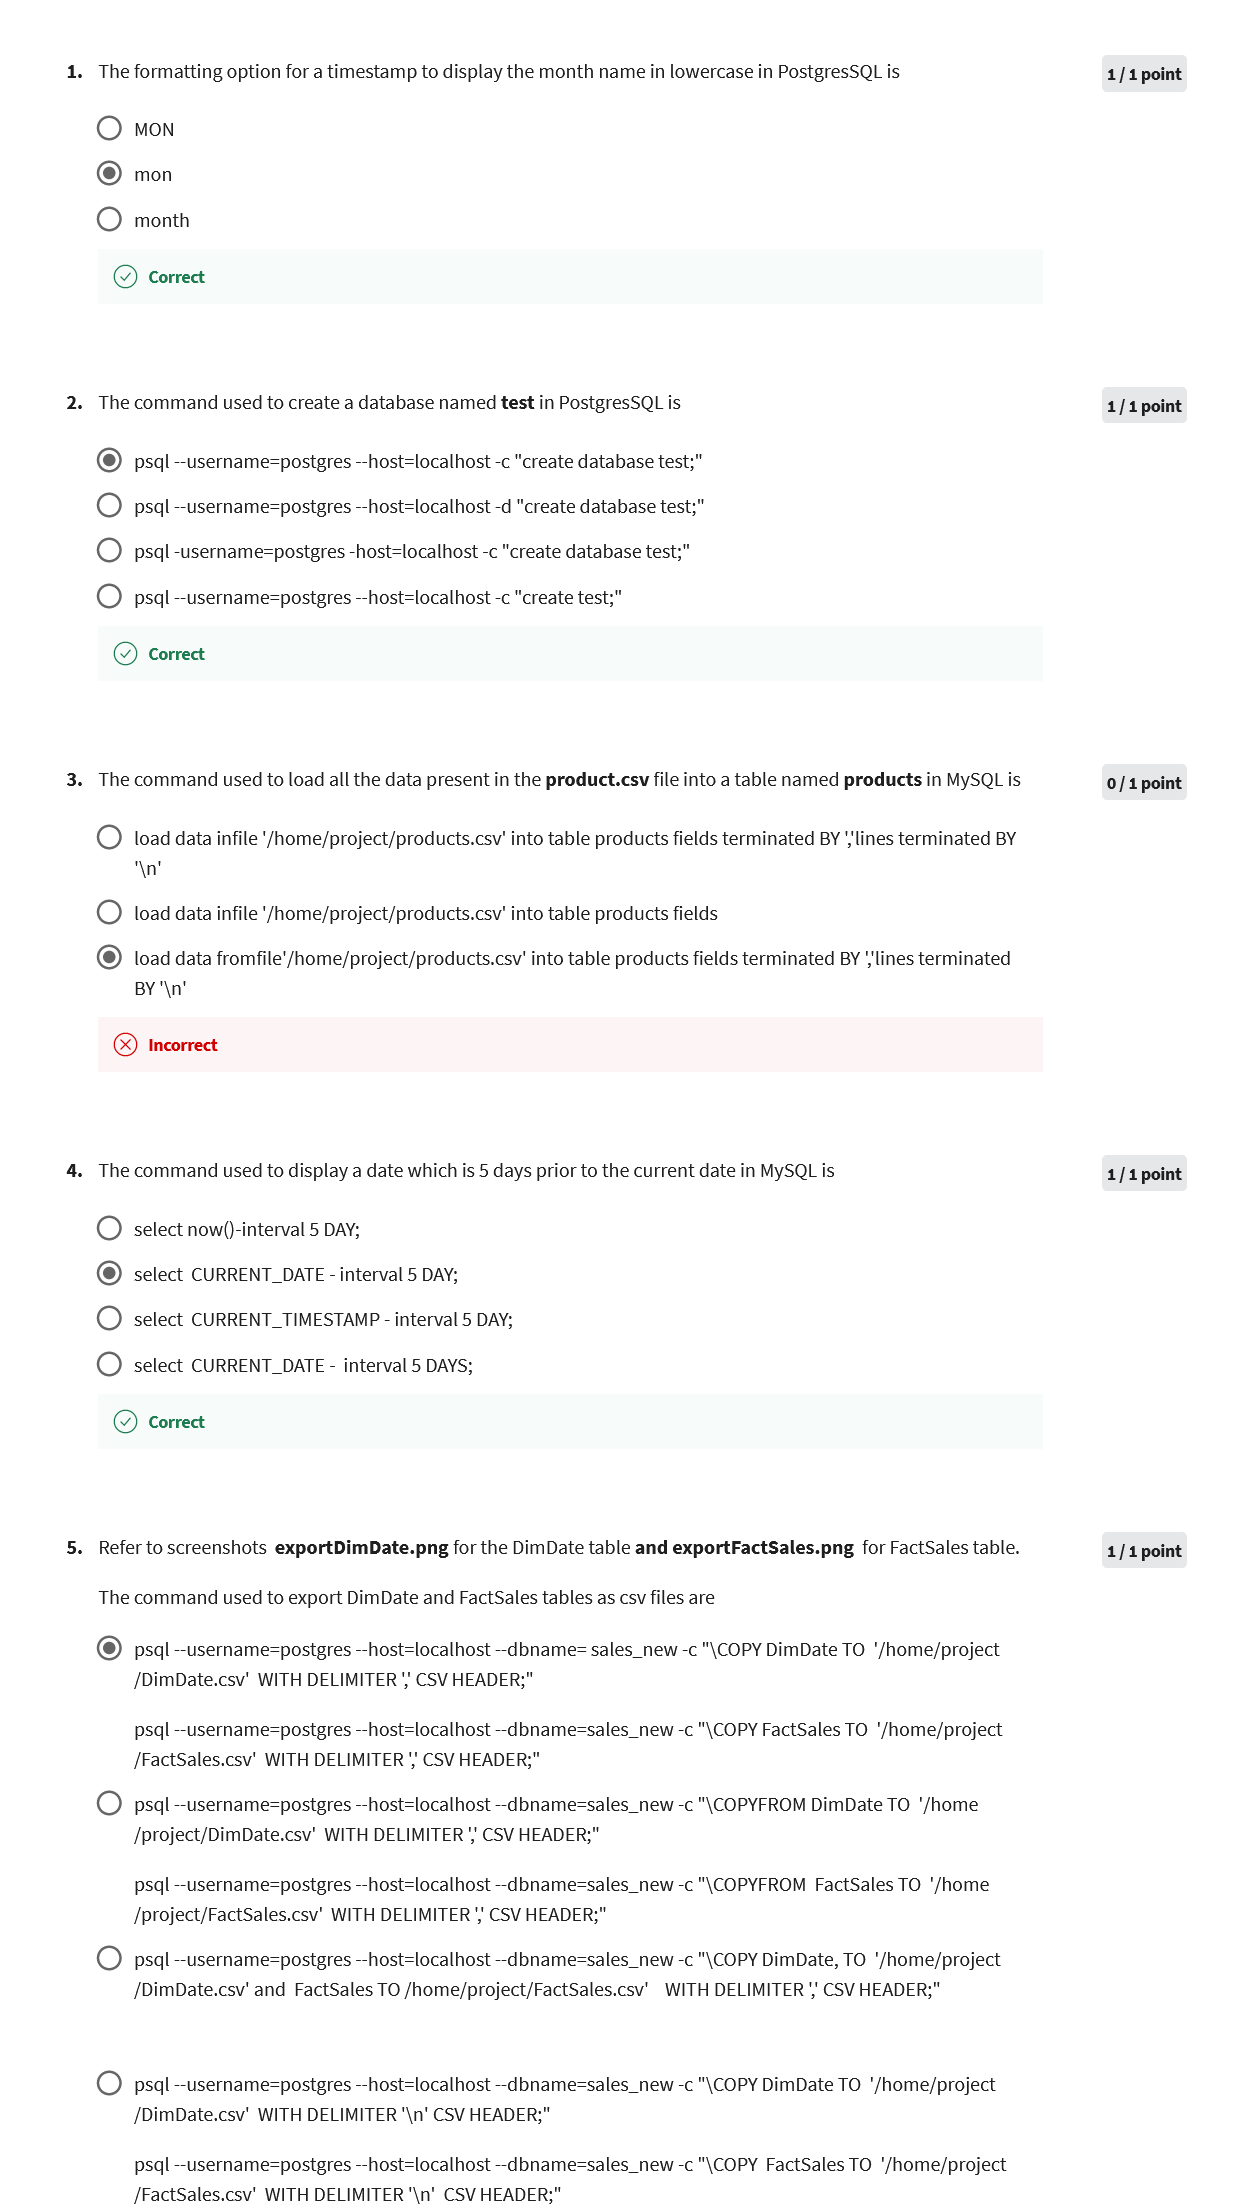 1. The formatting option for a timestamp to display the month name in lowercase in PostgresSQL is
1 / 1 point
MON
mon
month
Correct
2. The command used to create a database named test in PostgresSQL is
1 / 1 point
psql --username=postgres --host=localhost -c "create database test;"
psql --username=postgres --host=localhost -d "create database test;"
psql -username=postgres -host=localhost -c "create database test;"
psql --username=postgres --host=localhost -c "create test;"
Correct
3. The command used to load all the data present in the product.csv file into a table named products in MySQL is
0 / 1 point
load data infile '/home/project/products.csv' into table products fields terminated BY ','lines terminated BY
'\n'
load data infile '/home/project/products.csv' into table products fields
load data fromfile'/home/project/products.csv' into table products fields terminated BY ','lines terminated
BY '\n'
Incorrect
4. The command used to display a date which is 5 days prior to the current date in MySQL is
1 / 1 point
select now()-interval 5 DAY;
select CURRENT_DATE - interval 5 DAY;
select CURRENT_TIMESTAMP - interval 5 DAY;
select CURRENT_DATE - interval 5 DAYS;
Correct
5. Refer to screenshots exportDimDate.png for the DimDate table and exportFactSales.png for FactSales table.
1 / 1 point
The command used to export DimDate and FactSales tables as csv files are
psql --username=postgres --host=localhost --dbname= sales_new -c "\COPY DimDate TO '/home/project
/DimDate.csv' WITH DELIMITER ',' CSV HEADER;"
psql --username=postgres --host=localhost --dbname=sales_new -c "\COPY FactSales TO '/home/project
/FactSales.csv' WITH DELIMITER ',' CSV HEADER;"
psql --username=postgres --host=localhost --dbname=sales_new -c "\COPYFROM DimDate TO '/home
/project/DimDate.csv' WITH DELIMITER ',' CSV HEADER;"
psql --username=postgres --host=localhost --dbname=sales_new -c "\COPYFROM FactSales TO '/home
/project/FactSales.csv' WITH DELIMITER ',' CSV HEADER;"
psql --username=postgres --host=localhost --dbname=sales_new -c "\COPY DimDate, TO '/home/project
/DimDate.csv' and FactSales TO /home/project/FactSales.csv' WITH DELIMITER ',' CSV HEADER;"
psql --username=postgres --host=localhost --dbname=sales_new -c "\COPY DimDate TO '/home/project
/DimDate.csv' WITH DELIMITER '\n' CSV HEADER;"
psql --username=postgres --host=localhost --dbname=sales_new -c "\COPY FactSales TO '/home/project
/FactSales.csv' WITH DELIMITER '\n' CSV HEADER;"